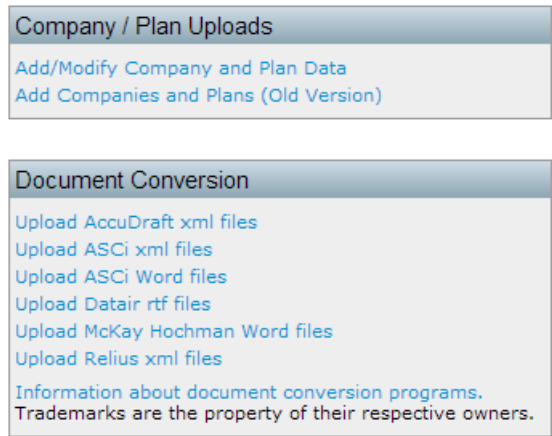 Company / Plan Uploads
Add/Modify Company and Plan Data
Add Companies and Plans (Old Version)
Document Conversion
Upload AccuDraft xml files
Upload ASCi xml files
Upload ASCi Word files
Upload Datair rtf files
Upload McKay Hochman Word files
Upload Relius xml files
Information about document conversion programs.
Trademarks are the property of their respective owners.